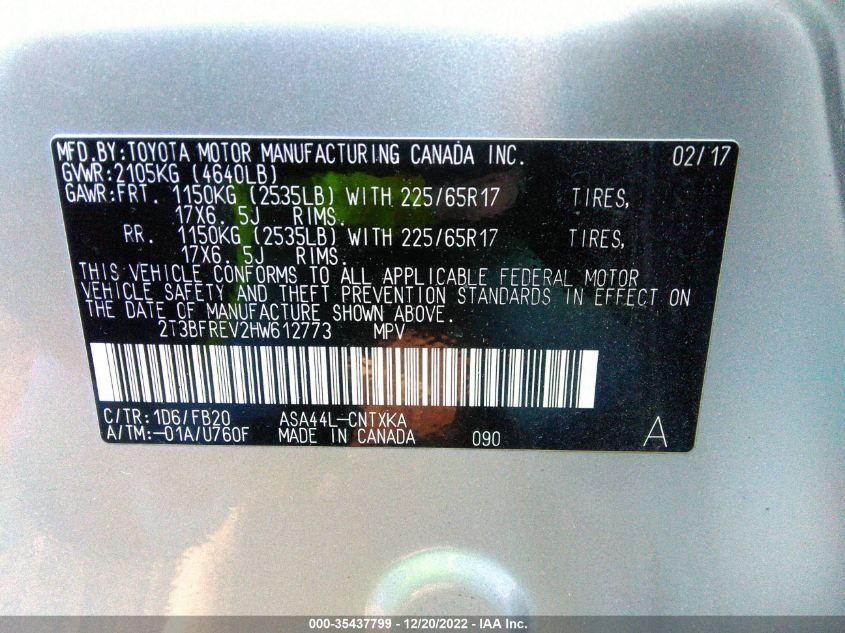 MFD.BY:TOYOTA MOTOR MANUFACTURING CANADA INC. 02/17
GVWR:2105KG (4640LB)
GAWR:FRT. 1150KG (2535LB) WITH 225/65R17 TIRES,
17X6. 5J RIMS.
RR. 1150KG (2535LB) WITH 225/65R17 TIRES,
17X6. 5J RIMS.
THIS VEHICLE CONFORMS TO ALL APPLICABLE FEDERAL MOTOR
VEHICLE SAFETY AND THEFT PREVENTION STANDARDS IN EFFECT ON
THE DATE OF MANUFACTURE SHOWN ABOVE.
2T3BFREV2HW612773 MPV
C/TR:1D6/FB20 ASA44L-CNTXKA
A/TM:-01A/U760F MADE IN CANADA 090 A
000-35437799 - 12/20/2022 - IAA Inc.